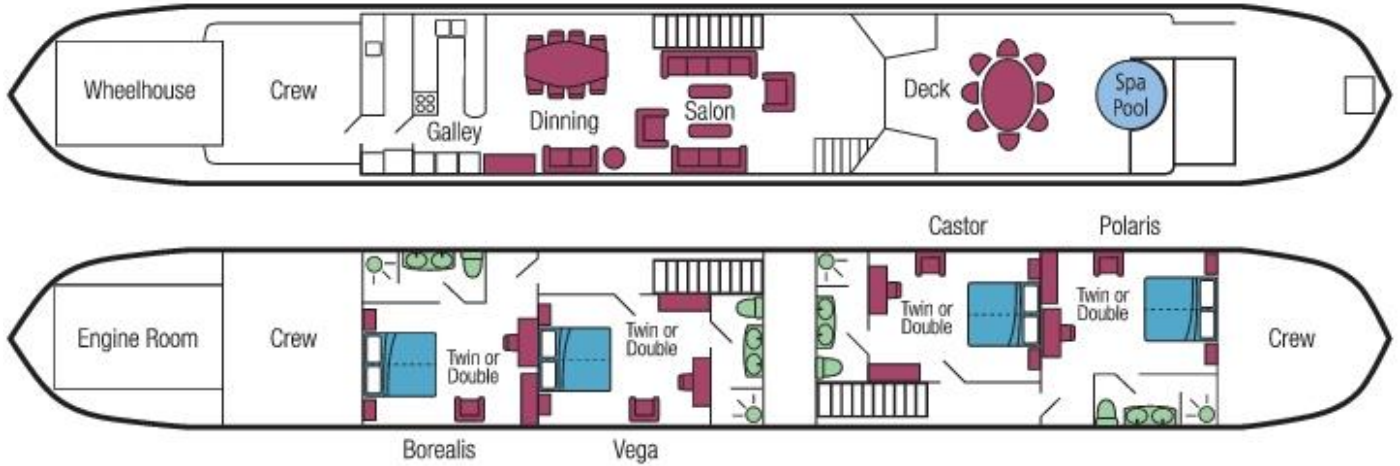 Wheelhouse
Crew
Galley
Dinning
Salon
Deck
Spa
Pool
Castor
Polaris
Engine Room
Crew
Twin or
Double
Twin or
Double
Twin or
Double
Twin or
Double
Crew
Borealis
Vega